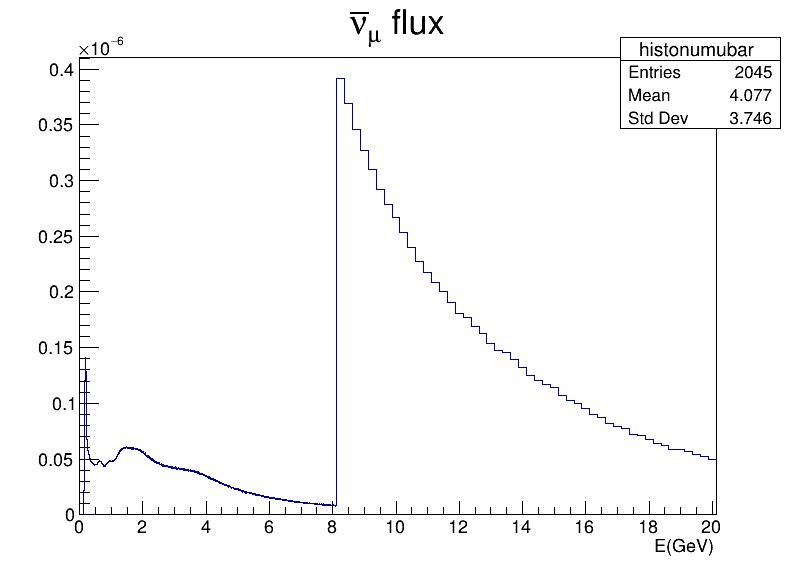 ν̅μ flux
×10⁻⁶
histonumubar
Entries 2045
Mean 4.077
Std Dev 3.746
0.4
0.35
0.3
0.25
0.2
0.15
0.1
0.05
0
0 2 4 6 8 10 12 14 16 18 20
E(GeV)